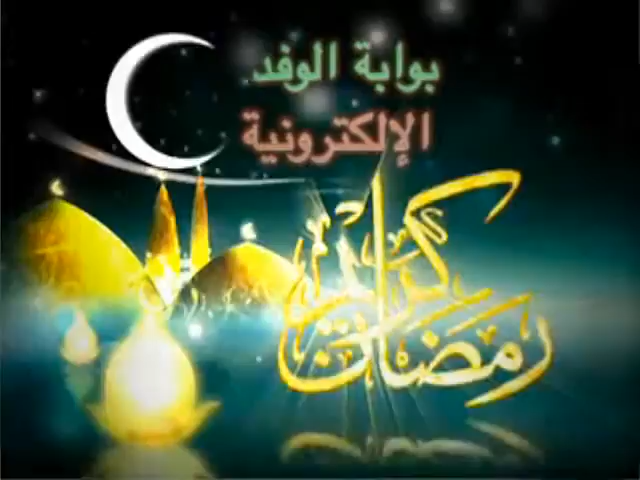 بوابة الوفد
الإلكترونية
رمضان كريم